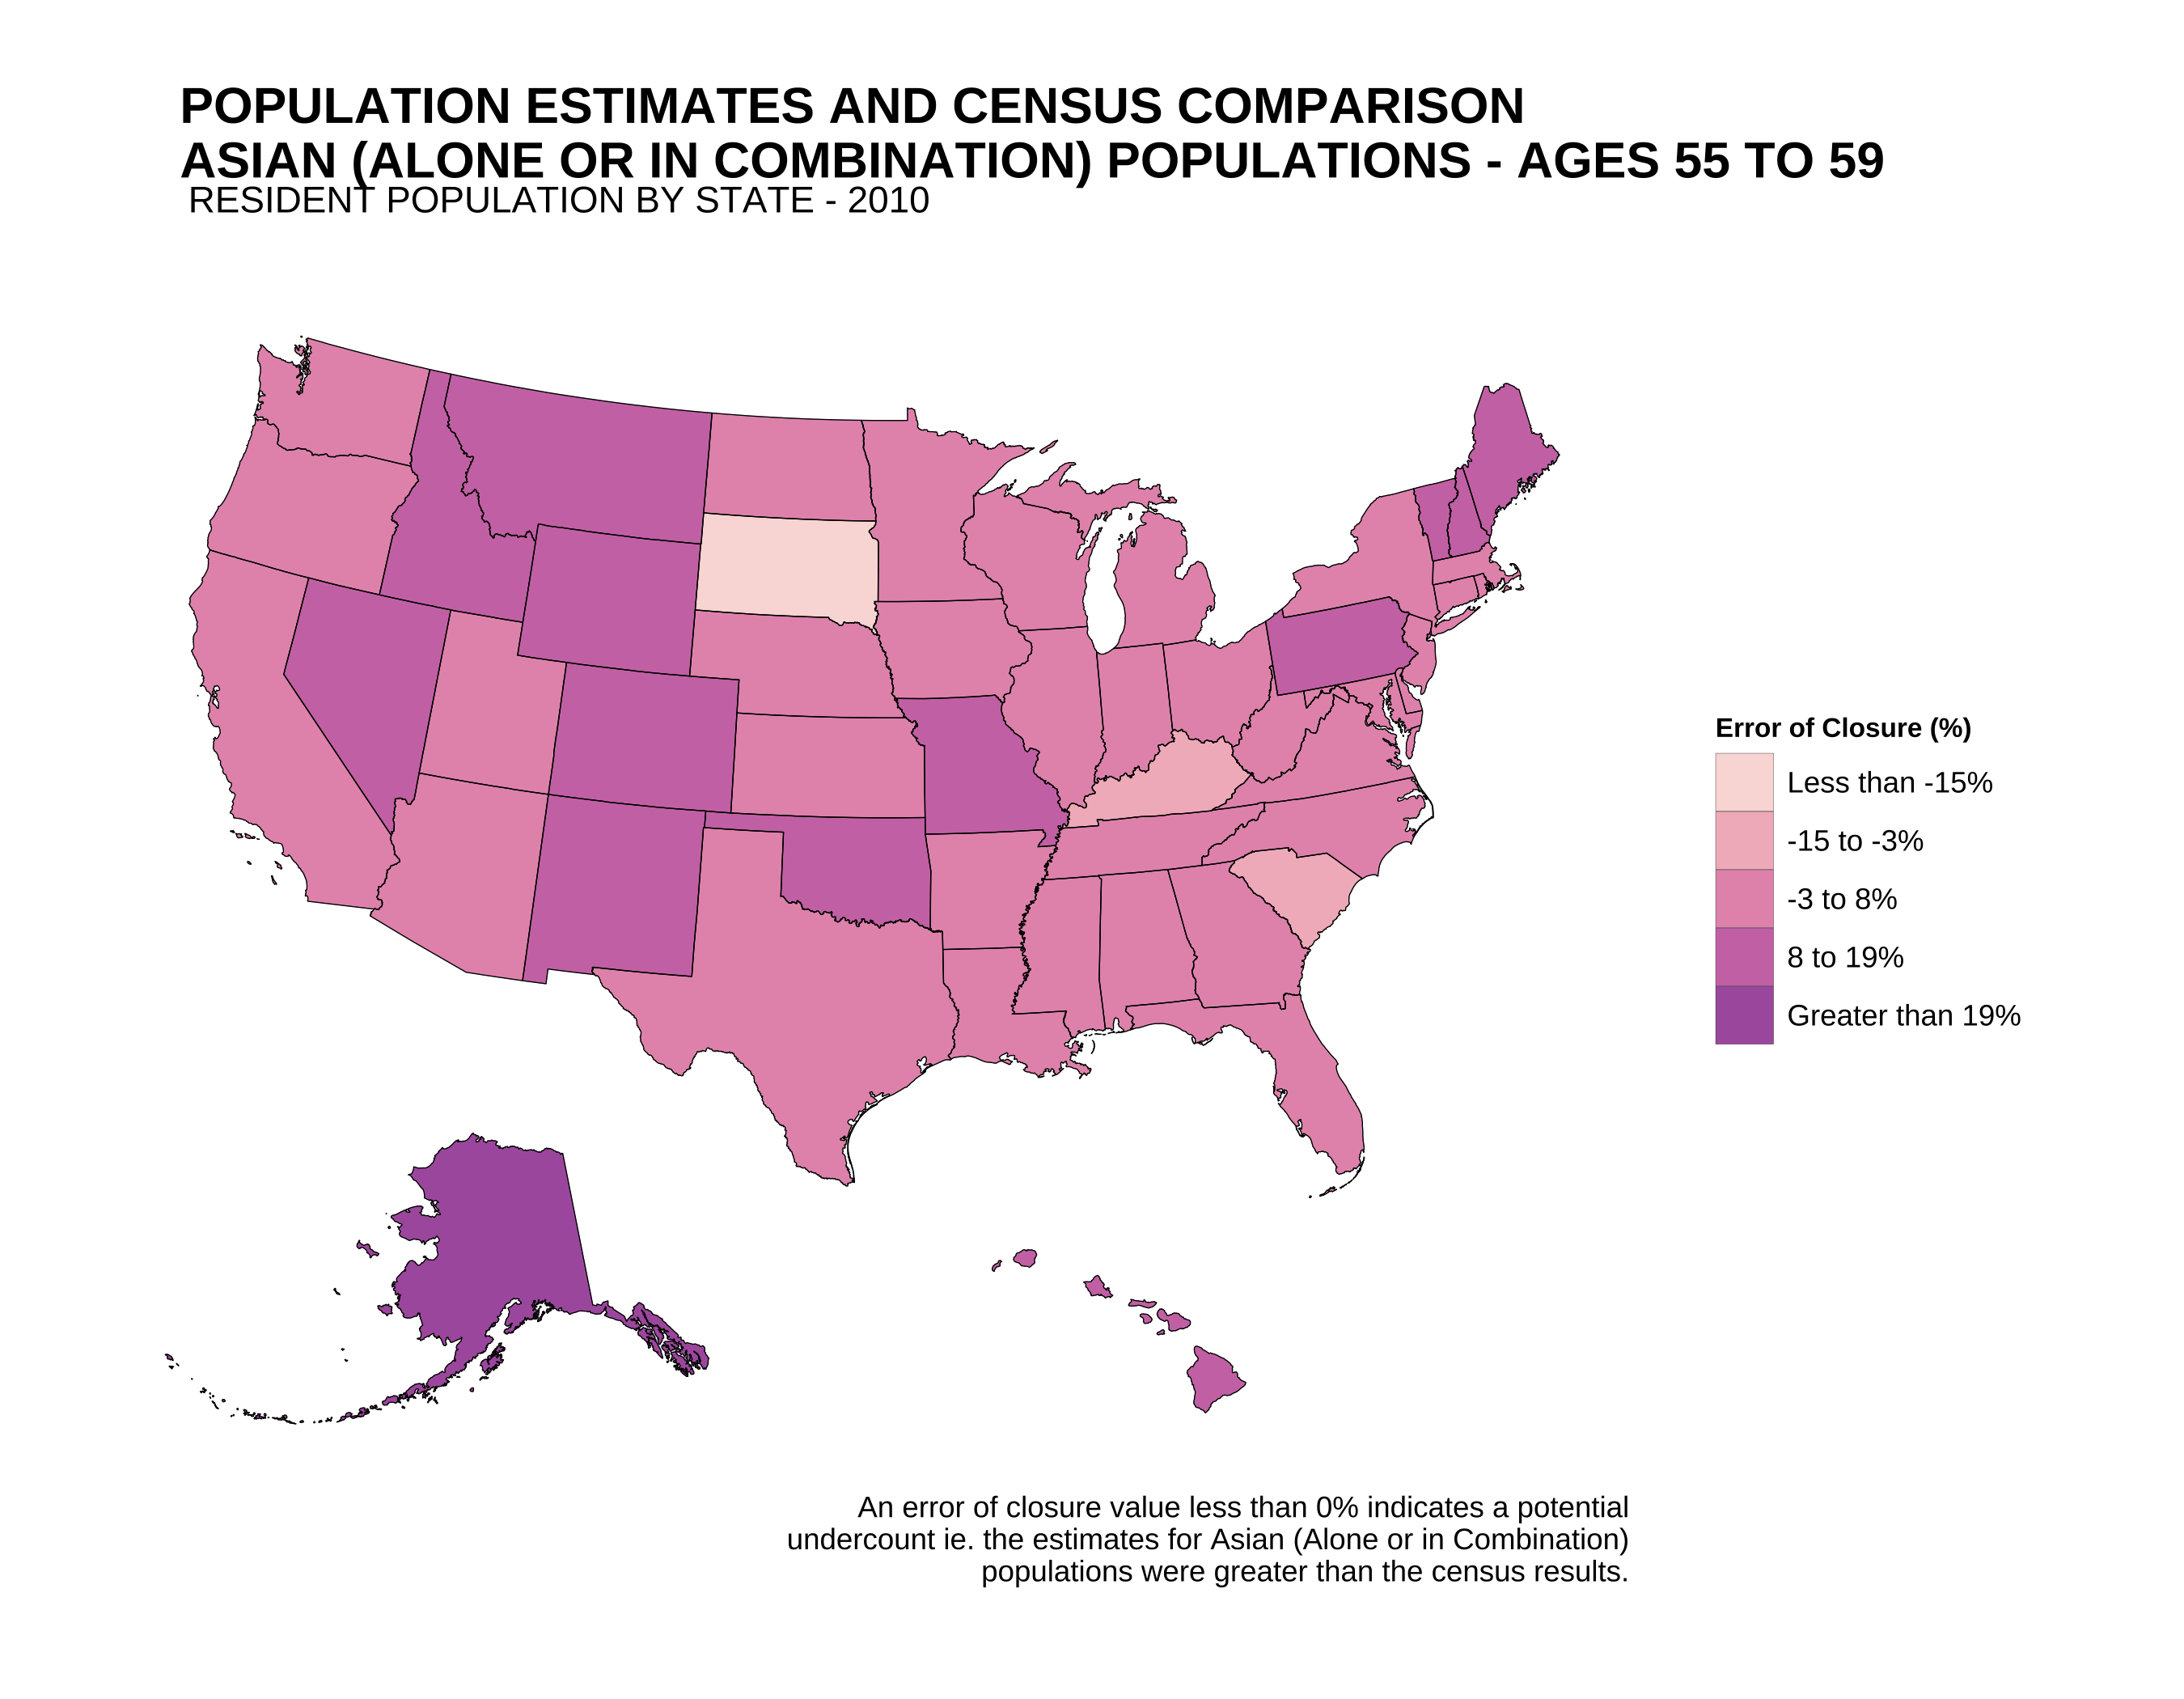 POPULATION ESTIMATES AND CENSUS COMPARISON
ASIAN (ALONE OR IN COMBINATION) POPULATIONS - AGES 55 TO 59
RESIDENT POPULATION BY STATE - 2010
Error of Closure (%)
Less than -15%
-15 to -3%
-3 to 8%
8 to 19%
Greater than 19%
An error of closure value less than 0% indicates a potential
undercount ie. the estimates for Asian (Alone or in Combination)
populations were greater than the census results.